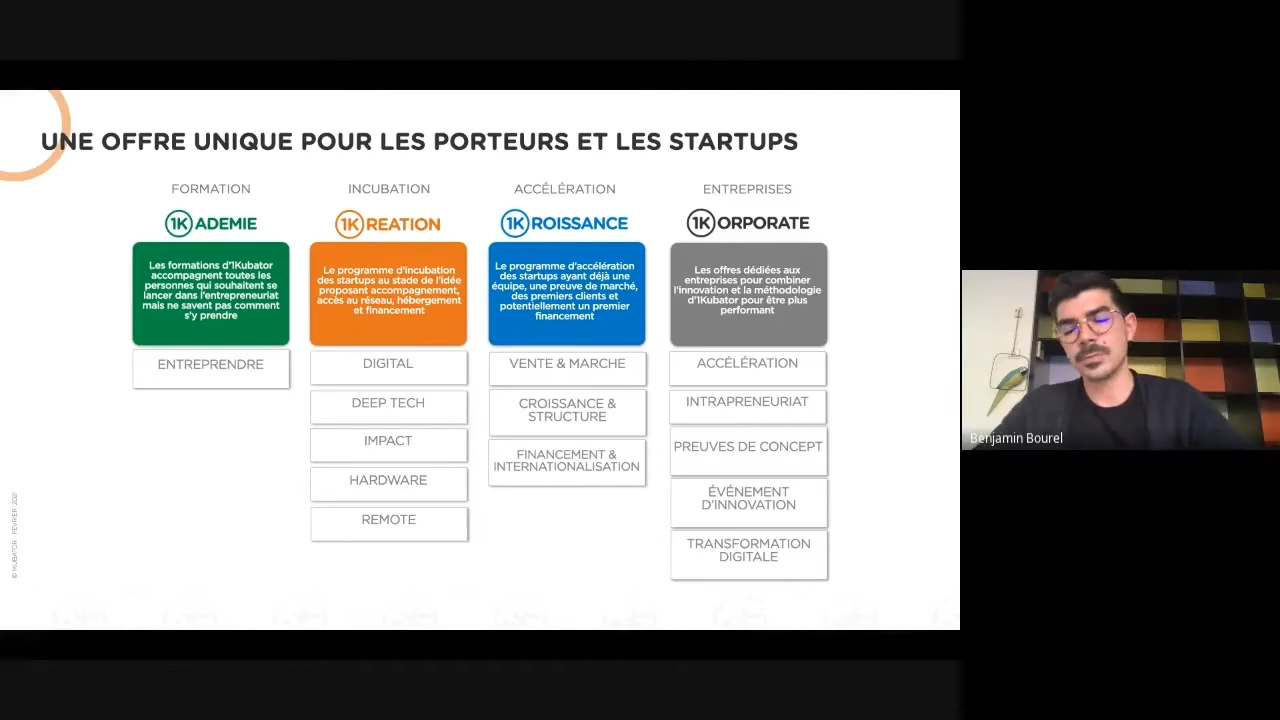 UNE OFFRE UNIQUE POUR LES PORTEURS ET LES STARTUPS
FORMATION
1K ADEMIE
Les formations d'1Kubator
accompagnent toutes les
personnes qui souhaitent se
lancer dans l'entrepreneuriat
mais ne savent pas comment
s'y prendre
ENTREPRENDRE
INCUBATION
1K REATION
Le programme d'incubation
des startups au stade de l'idée
proposant accompagnement,
accès au réseau, hébergement
et financement
DIGITAL
DEEP TECH
IMPACT
HARDWARE
REMOTE
ACCÉLÉRATION
1K ROISSANCE
Le programme d'accélération
des startups ayant déjà une
équipe, une preuve de marché,
des premiers clients et
potentiellement un premier
financement
VENTE & MARCHE
CROISSANCE &
STRUCTURE
FINANCEMENT &
INTERNATIONALISATION
ENTREPRISES
1K ORPORATE
Les offres dédiées aux
entreprises pour combiner
l'innovation et la méthodologie
d'1Kubator pour être plus
performant
ACCÉLÉRATION
INTRAPRENEURIAT
PREUVES DE CONCEPT
ÉVÉNEMENT
D'INNOVATION
TRANSFORMATION
DIGITALE
© 1KUBATOR - FEVRIER 2021
Benjamin Bourel